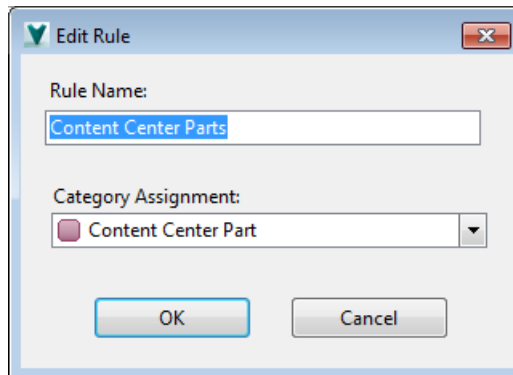 Edit Rule
Rule Name:
Content Center Parts
Category Assignment:
Content Center Part
OK
Cancel